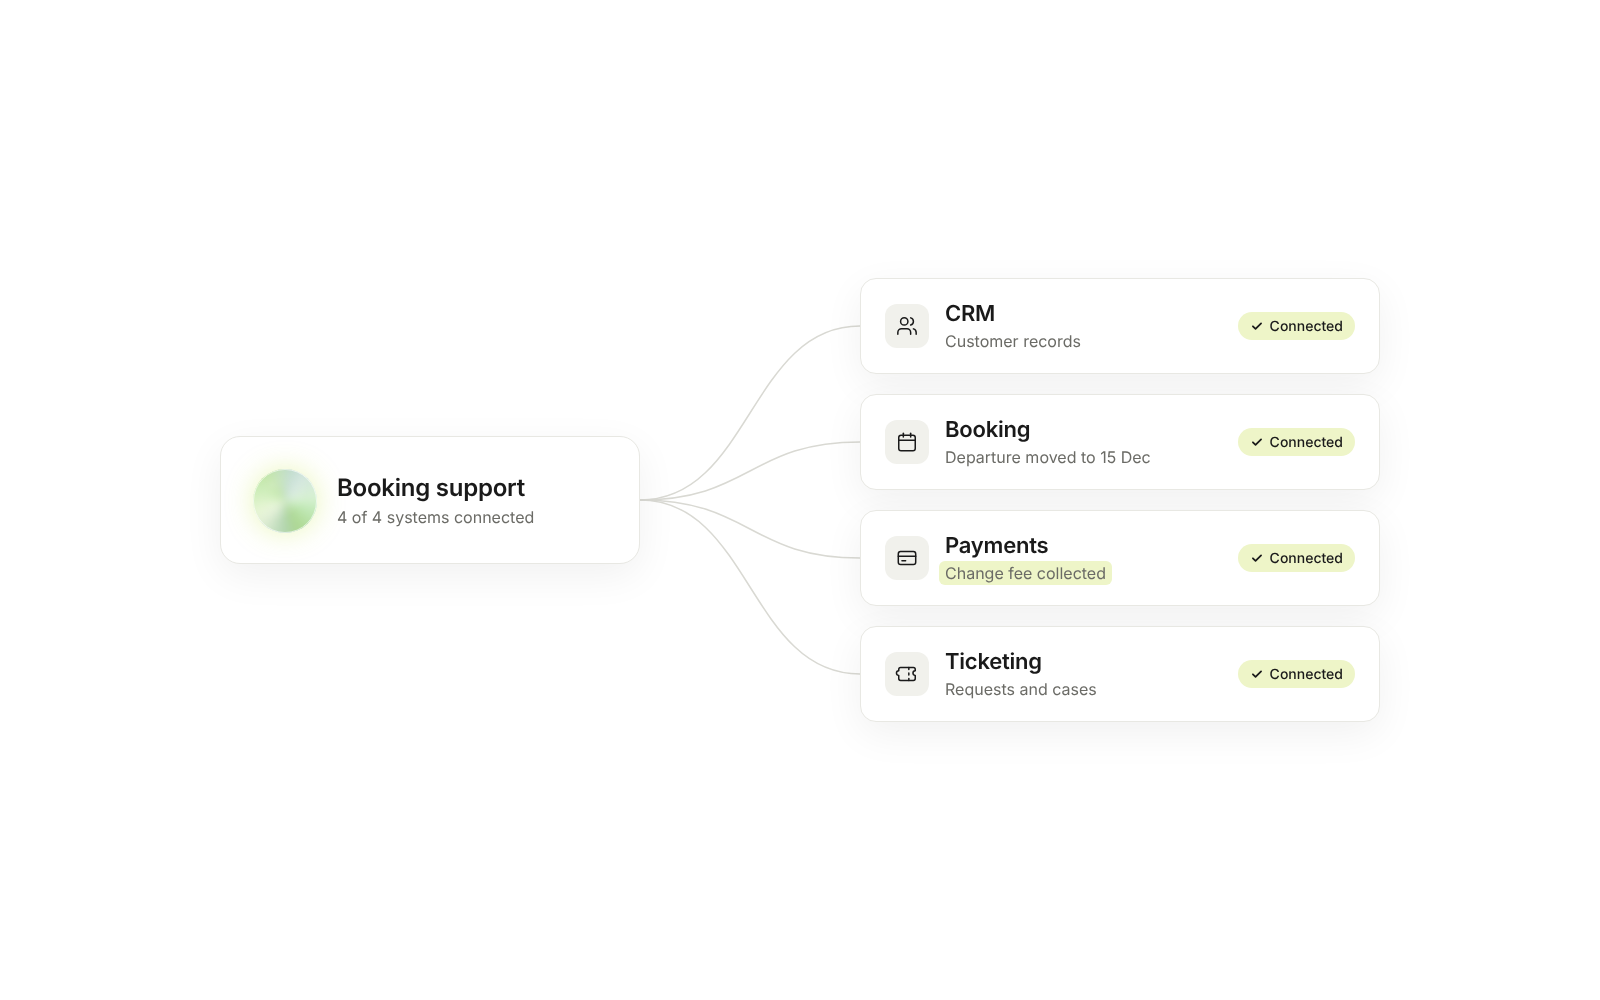 Booking support
4 of 4 systems connected
CRM
Customer records
Connected
Booking
Departure moved to 15 Dec
Connected
Payments
Change fee collected
Connected
Ticketing
Requests and cases
Connected